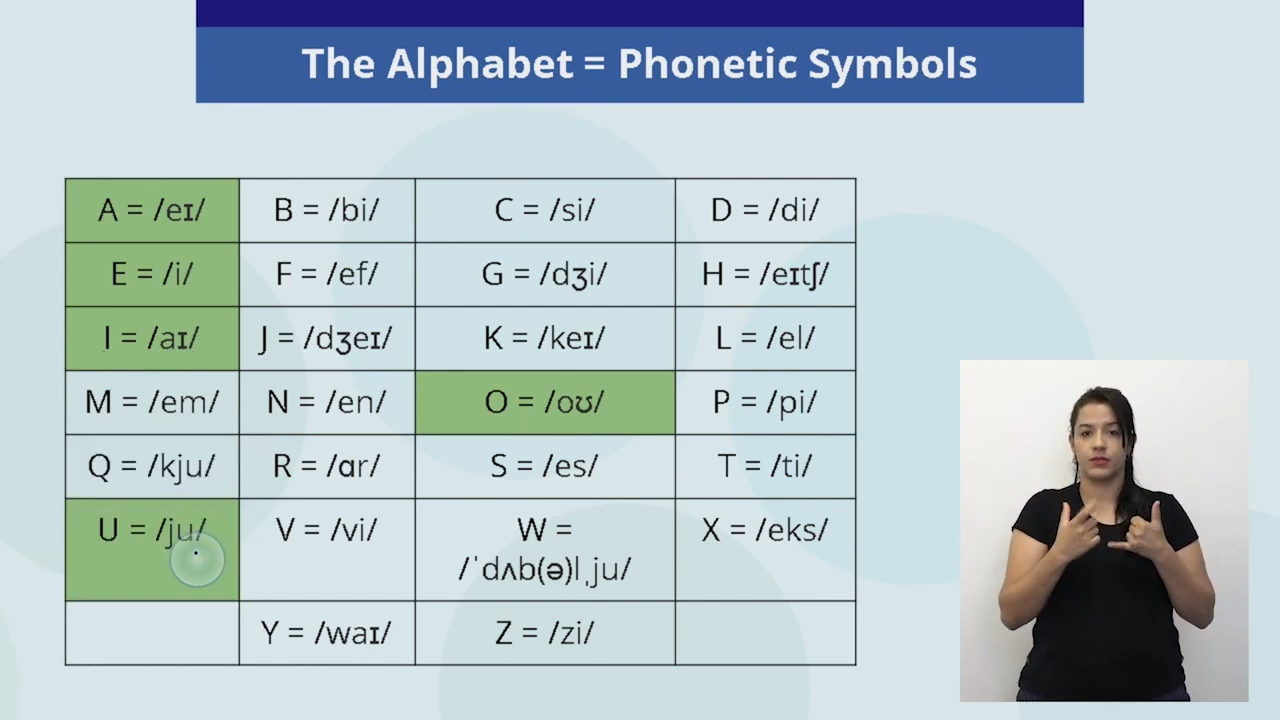 The Alphabet = Phonetic Symbols
A = /eɪ/ B = /bi/ C = /si/ D = /di/
E = /i/ F = /ef/ G = /dʒi/ H = /eɪtʃ/
I = /aɪ/ J = /dʒeɪ/ K = /keɪ/ L = /el/
M = /em/ N = /en/ O = /oʊ/ P = /pi/
Q = /kju/ R = /ɑr/ S = /es/ T = /ti/
U = /ju/ V = /vi/ W = X = /eks/
/ˈdʌb(ə)lˌju/
Y = /waɪ/ Z = /zi/